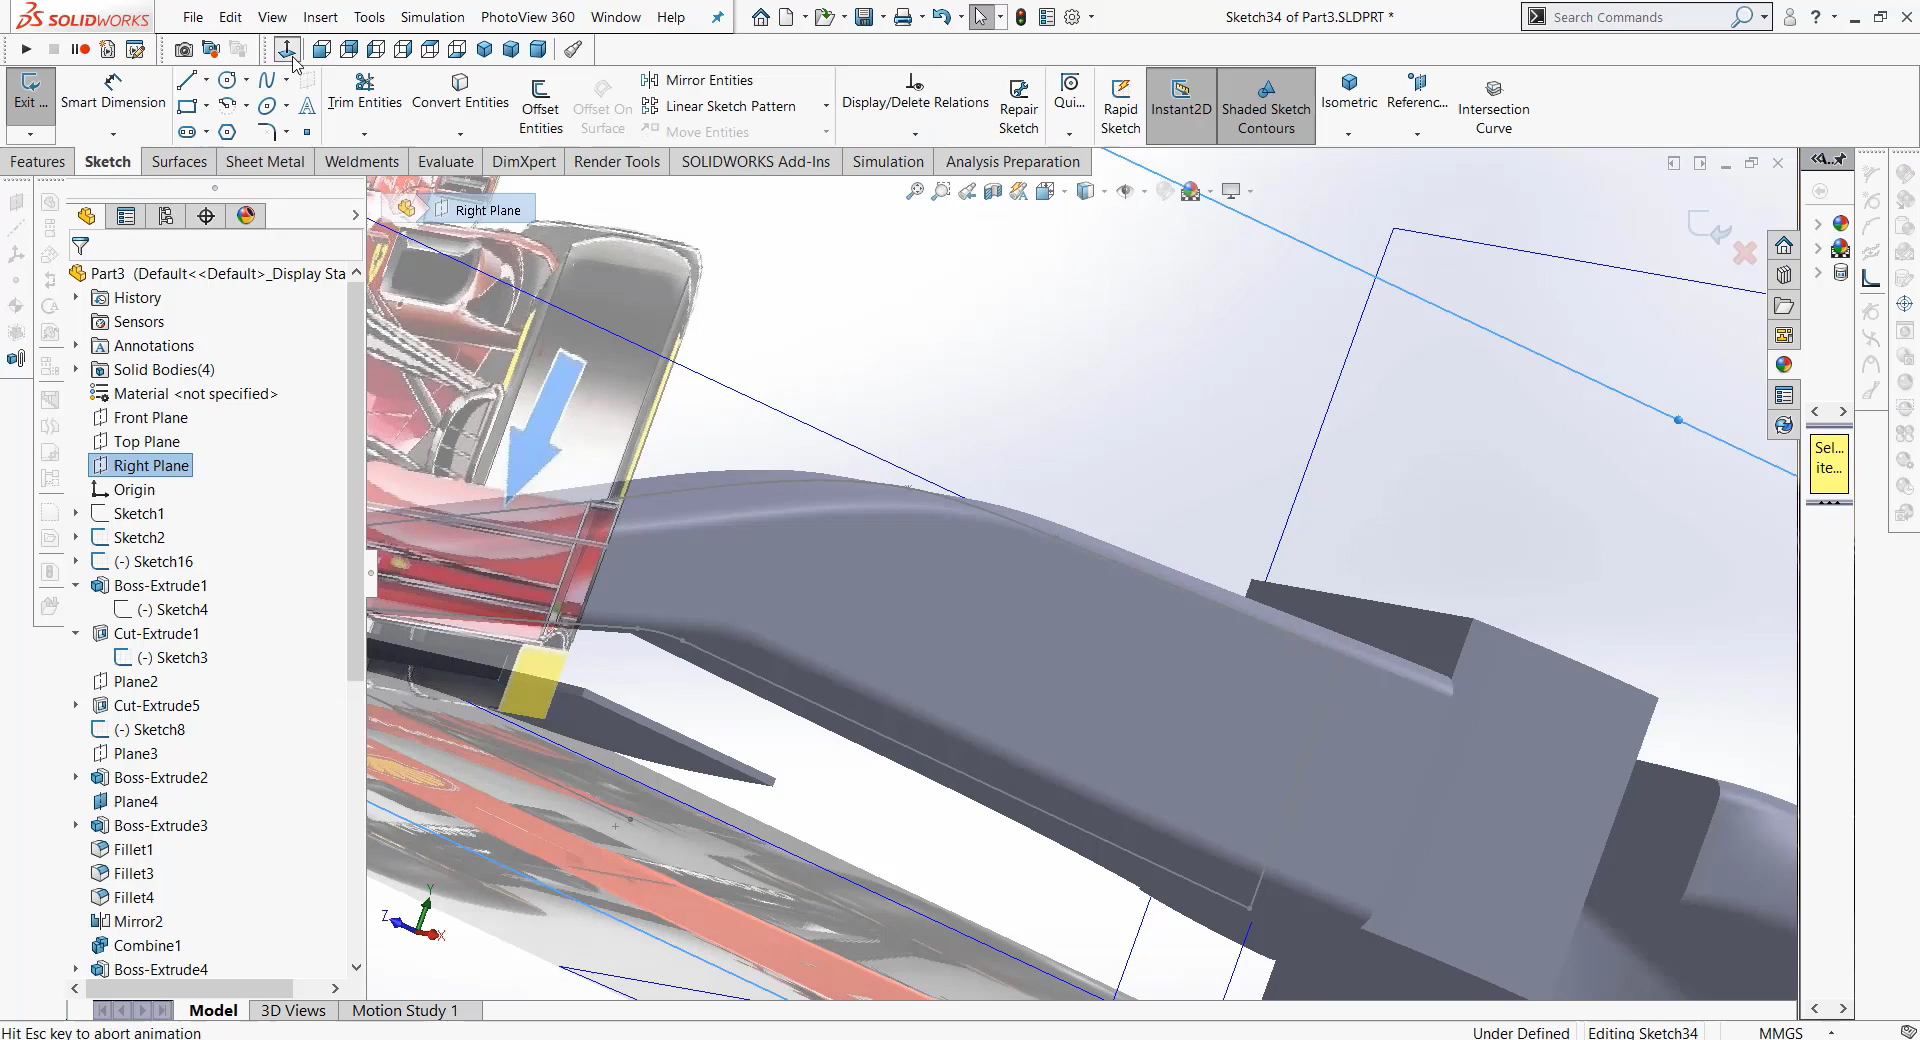 SOLIDWORKS
File Edit View Insert Tools Simulation PhotoView 360 Window Help
Sketch34 of Part3.SLDPRT *
Search Commands
Exit ...
Smart Dimension
Trim Entities
Convert Entities
Offset Entities
Offset On Surface
Mirror Entities
Linear Sketch Pattern
Move Entities
Display/Delete Relations
Repair Sketch
Qui...
Rapid Sketch
Instant2D
Shaded Sketch Contours
Isometric
Referenc...
Intersection Curve
Features Sketch Surfaces Sheet Metal Weldments Evaluate DimXpert Render Tools SOLIDWORKS Add-Ins Simulation Analysis Preparation
Right Plane
Part3 (Default<<Default>_Display Sta
History
Sensors
Annotations
Solid Bodies(4)
Material <not specified>
Front Plane
Top Plane
Right Plane
Origin
Sketch1
Sketch2
(-) Sketch16
Boss-Extrude1
(-) Sketch4
Cut-Extrude1
(-) Sketch3
Plane2
Cut-Extrude5
(-) Sketch8
Plane3
Boss-Extrude2
Plane4
Boss-Extrude3
Fillet1
Fillet3
Fillet4
Mirror2
Combine1
Boss-Extrude4
Sel...
ite...
Y
Z
X
Model 3D Views Motion Study 1
Hit Esc key to abort animation
Under Defined Editing Sketch34 MMGS